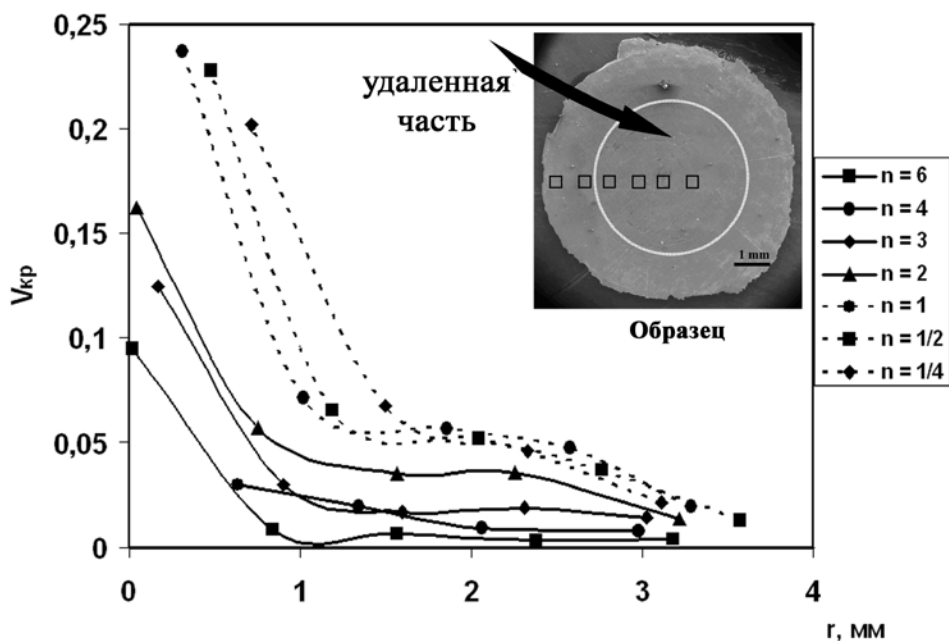 0,25
0,2
0,15
0,1
0,05
0
Vкр
0
1
2
3
4
r, мм
удаленная
часть
1 mm
Образец
n = 6
n = 4
n = 3
n = 2
n = 1
n = 1/2
n = 1/4